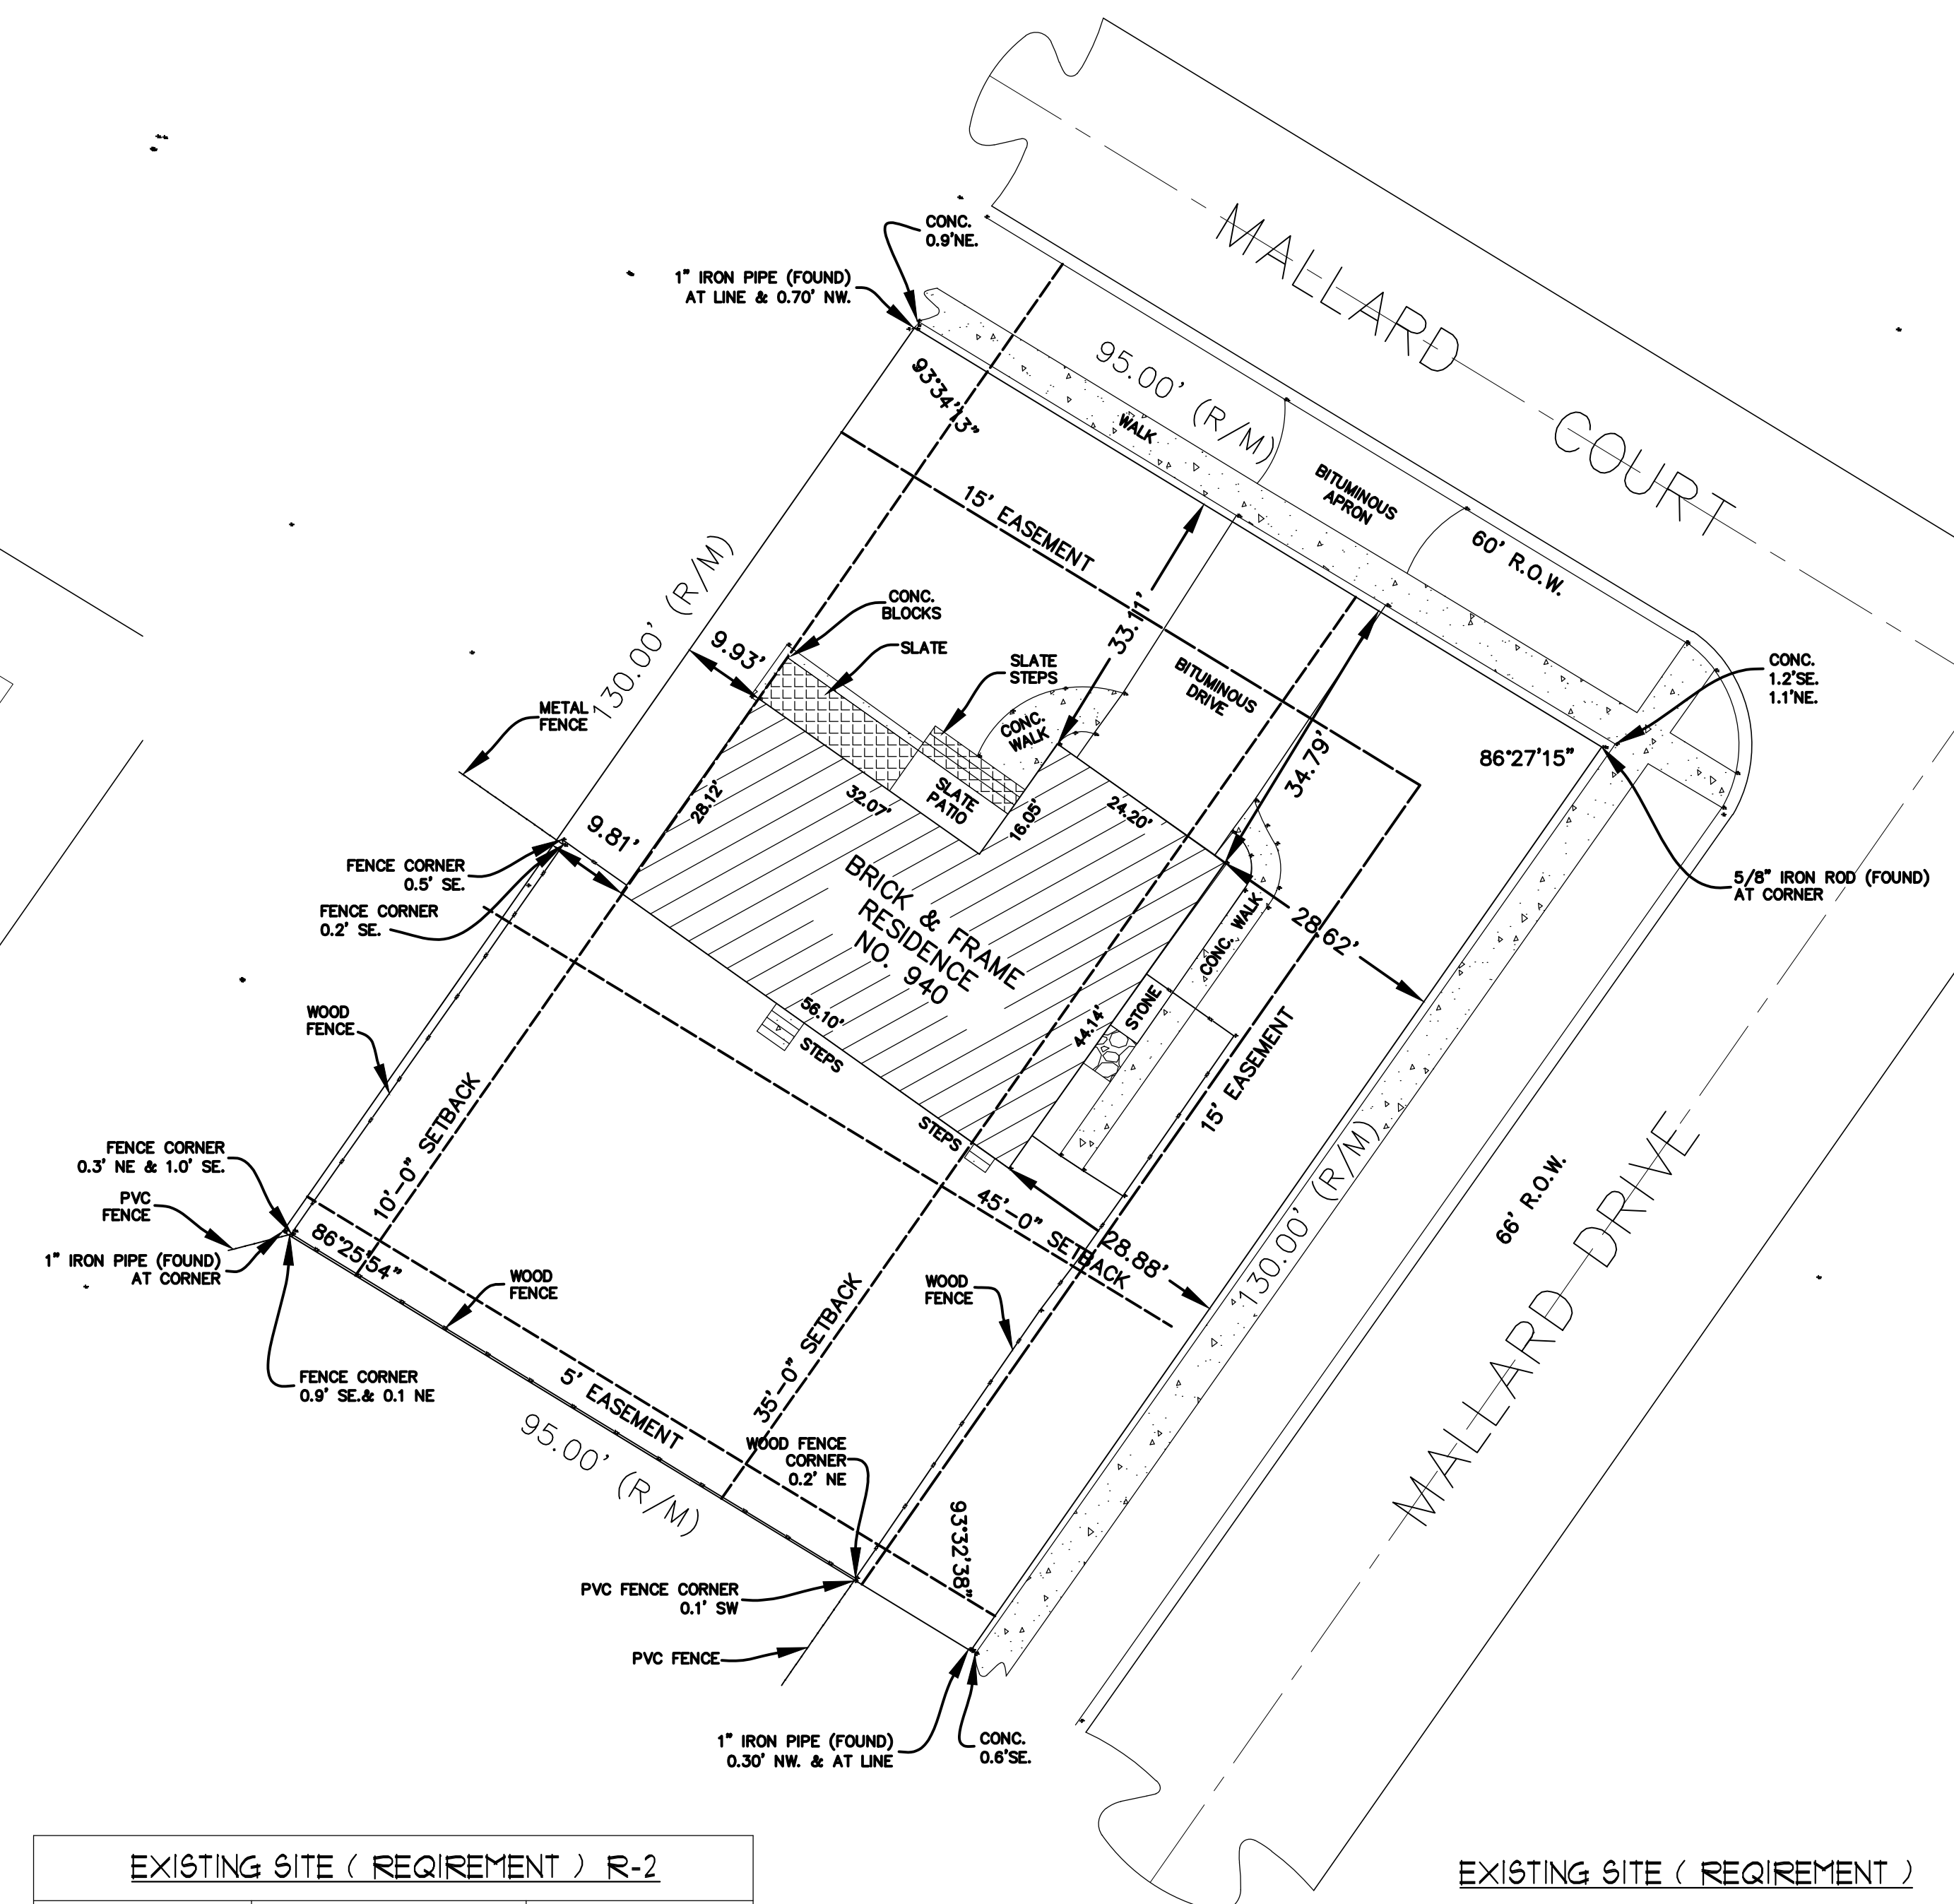 MALLARD COURT
CONC.
0.9'NE.
1" IRON PIPE (FOUND)
AT LINE & 0.70' NW.
93°34'13"
95.00' (R/M)
WALK
BITUMINOUS
APRON
60' R.O.W.
15' EASEMENT
130.00' (R/M)
CONC.
BLOCKS
SLATE
SLATE
STEPS
33.11'
BITUMINOUS
DRIVE
9.93'
CONC.
WALK
METAL
FENCE
CONC.
1.2'SE.
1.1'NE.
86°27'15"
34.79'
28.12'
32.07'
SLATE
PATIO
16.05'
24.20'
9.81'
FENCE CORNER
0.5' SE.
FENCE CORNER
0.2' SE.
5/8" IRON ROD (FOUND)
AT CORNER
BRICK & FRAME
RESIDENCE
NO. 940
28.62'
CONC. WALK
STONE
44.14'
56.10'
STEPS
STEPS
WOOD
FENCE
15' EASEMENT
10'-0" SETBACK
FENCE CORNER
0.3' NE & 1.0' SE.
PVC
FENCE
1" IRON PIPE (FOUND)
AT CORNER
86°25'54"
45'-0" SETBACK
28.88'
130.00' (R/M)
66' R.O.W.
MALLARD DRIVE
WOOD
FENCE
WOOD
FENCE
35'-0" SETBACK
FENCE CORNER
0.9' SE.& 0.1 NE
5' EASEMENT
95.00' (R/M)
WOOD FENCE
CORNER
0.2' NE
93°32'38"
PVC FENCE CORNER
0.1' SW
PVC FENCE
1" IRON PIPE (FOUND)
0.30' NW. & AT LINE
CONC.
0.6'SE.
EXISTING SITE ( REQIREMENT ) R-2
EXISTING SITE ( REQIREMENT )